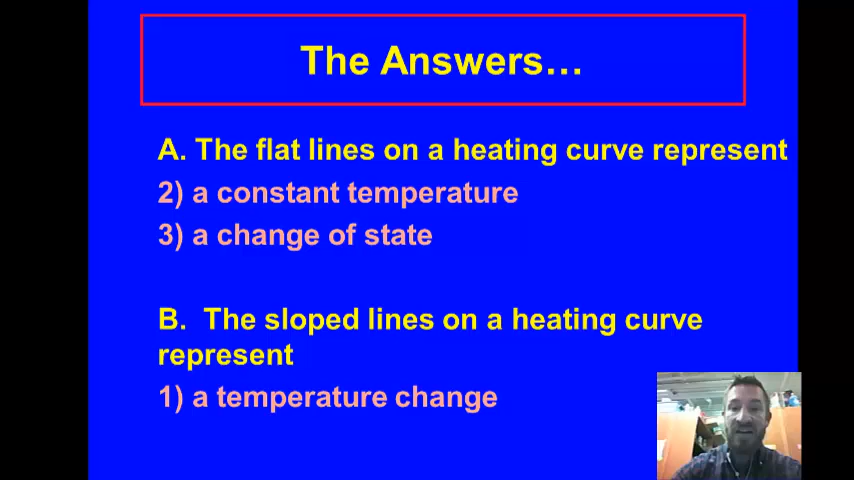 The Answers…
A. The flat lines on a heating curve represent
2) a constant temperature
3) a change of state
B. The sloped lines on a heating curve
represent
1) a temperature change